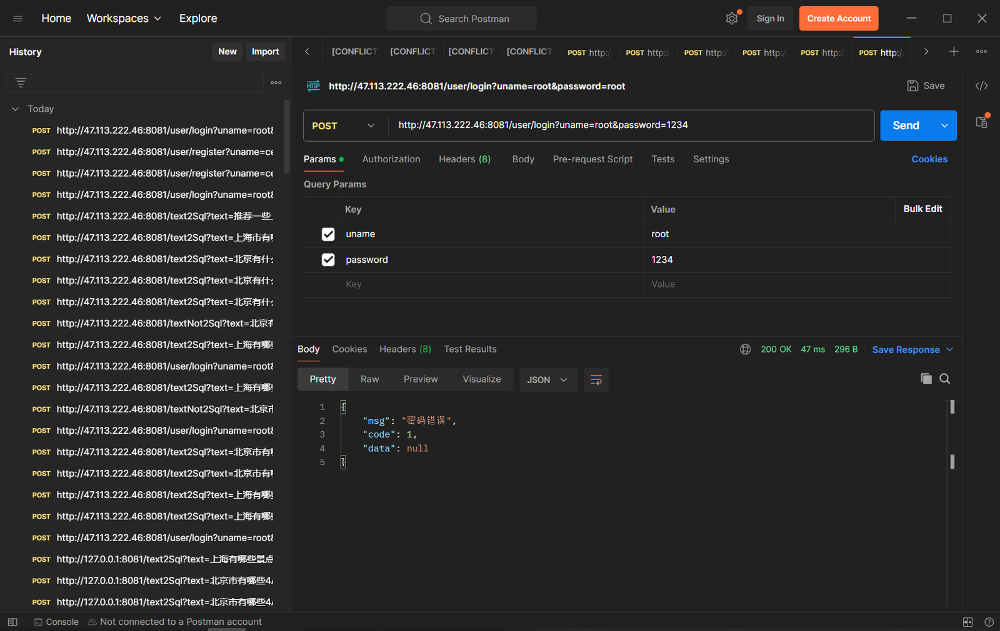 Home Workspaces Explore Search Postman Sign In Create Account
History New Import
[CONFLICT [CONFLICT [CONFLICT [CONFLICT POST http:/ POST http:/ POST http:/ POST http:/ POST http:/ POST http:/
HTTP http://47.113.222.46:8081/user/login?uname=root&password=root Save
Today
POST http://47.113.222.46:8081/user/login?uname=root&
POST http://47.113.222.46:8081/user/register?uname=ce
POST http://47.113.222.46:8081/user/register?uname=ce
POST http://47.113.222.46:8081/user/login?uname=root&
POST http://47.113.222.46:8081/text2Sql?text=推荐一些
POST http://47.113.222.46:8081/text2Sql?text=上海市有哪
POST http://47.113.222.46:8081/text2Sql?text=北京有什么
POST http://47.113.222.46:8081/text2Sql?text=北京有什么
POST http://47.113.222.46:8081/text2Sql?text=北京有什么
POST http://47.113.222.46:8081/textNot2Sql?text=北京有
POST http://47.113.222.46:8081/text2Sql?text=上海有哪些
POST http://47.113.222.46:8081/user/login?uname=root&
POST http://47.113.222.46:8081/text2Sql?text=上海有哪些
POST http://47.113.222.46:8081/textNot2Sql?text=北京市
POST http://47.113.222.46:8081/user/login?uname=root&
POST http://47.113.222.46:8081/text2Sql?text=北京市有哪
POST http://47.113.222.46:8081/text2Sql?text=北京市有哪
POST http://47.113.222.46:8081/text2Sql?text=上海有哪些
POST http://47.113.222.46:8081/text2Sql?text=上海有哪些
POST http://47.113.222.46:8081/user/login?uname=root&
POST http://127.0.0.1:8081/text2Sql?text=上海有哪些景点
POST http://127.0.0.1:8081/text2Sql?text=北京市有哪些4A
POST http://127.0.0.1:8081/text2Sql?text=北京市有哪些4A
POST http://47.113.222.46:8081/user/login?uname=root&password=1234 Send
Params Authorization Headers (8) Body Pre-request Script Tests Settings Cookies
Query Params
Key Value Bulk Edit
uname root
password 1234
Key Value
Body Cookies Headers (8) Test Results 200 OK 47 ms 296 B Save Response
Pretty Raw Preview Visualize JSON
1 {
2 "msg": "密码错误",
3 "code": 1,
4 "data": null
5 }
Console Not connected to a Postman account